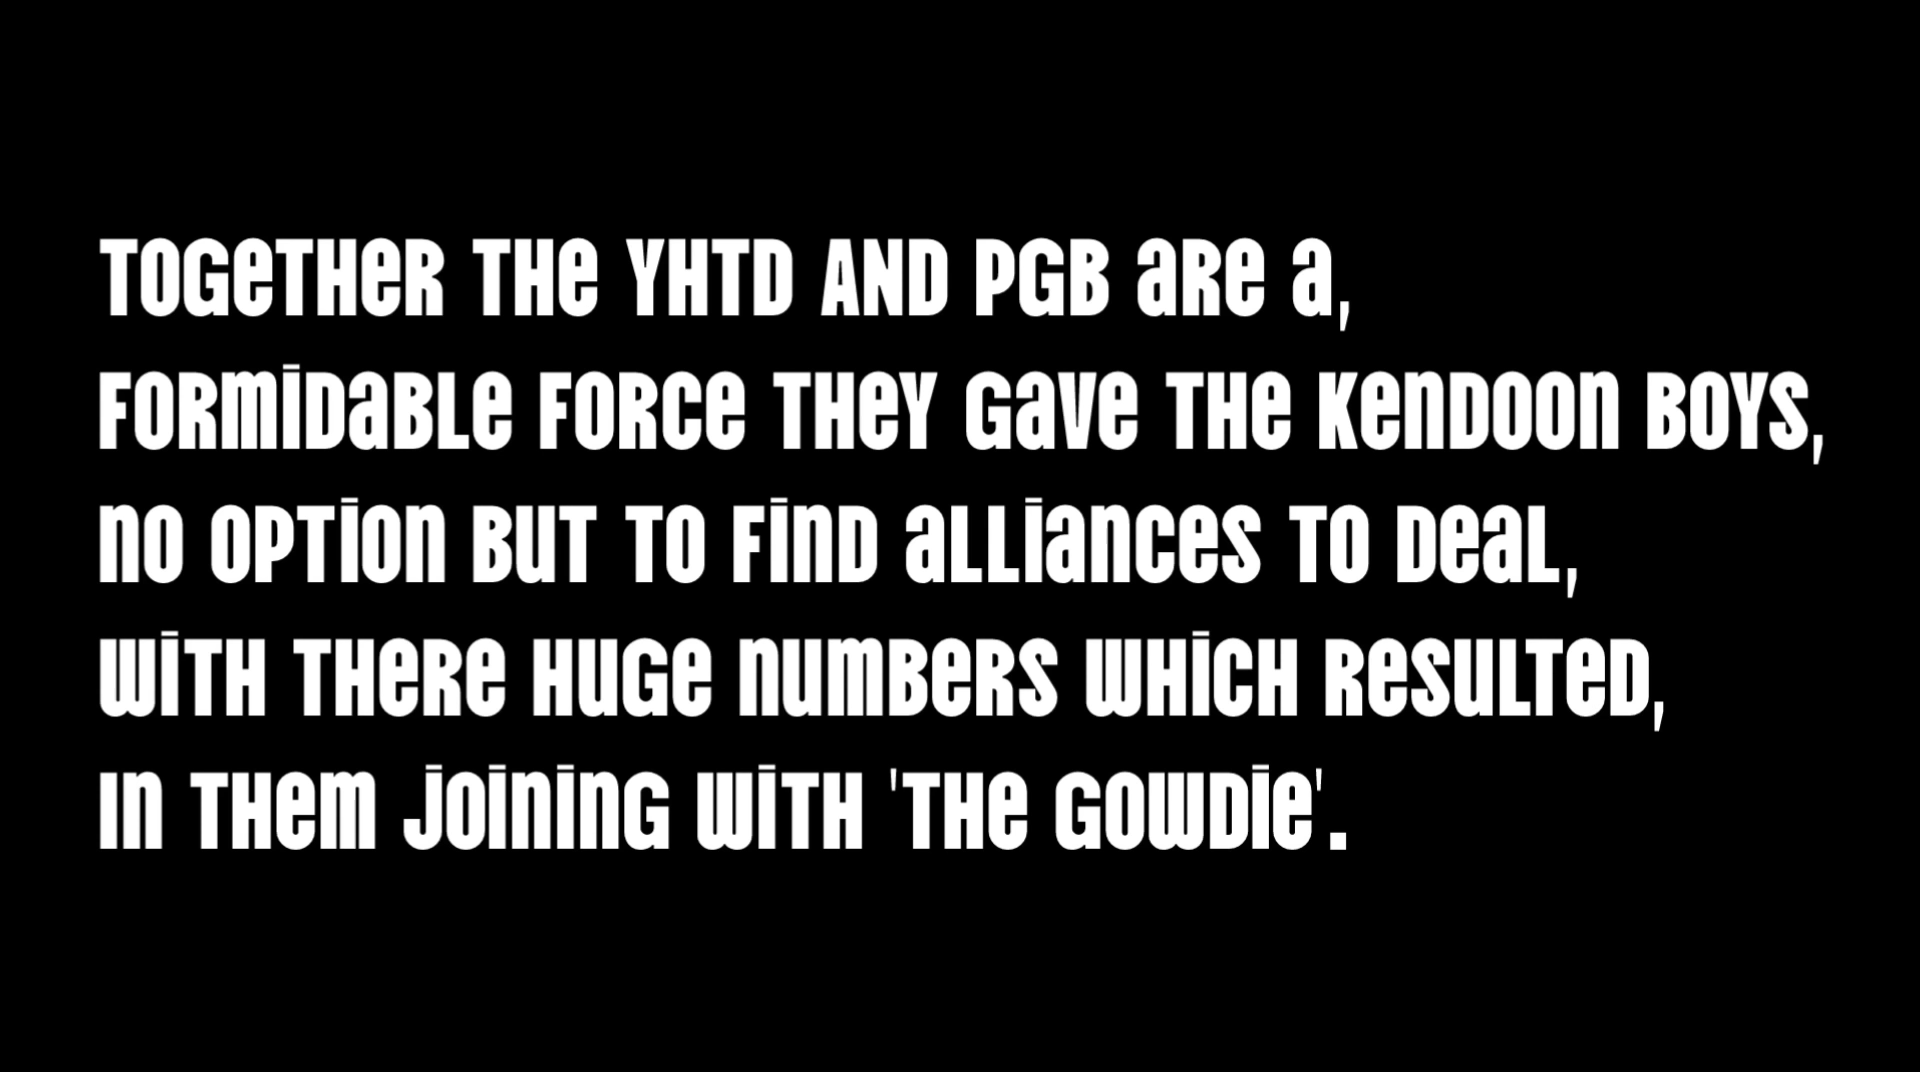 Together the YHTD AND PGB are a,
formidable force they gave the Kendoon Boys,
no option but to find alliances to deal,
with there huge numbers which resulted,
in them joining with 'The Gowdie'.